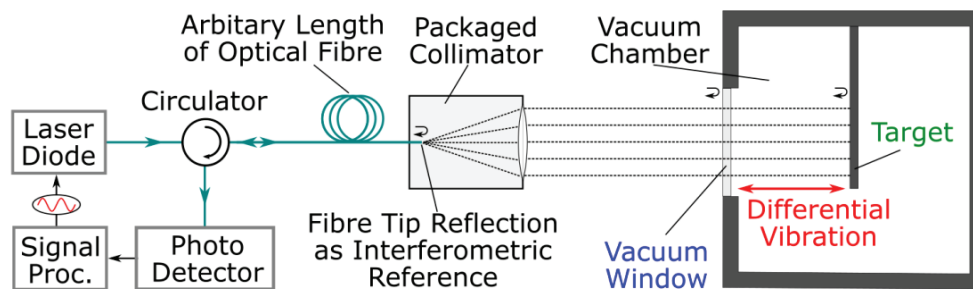 Arbitary Length
of Optical Fibre
Packaged
Collimator
Vacuum
Chamber
Circulator
Laser
Diode
Target
Signal
Proc.
Photo
Detector
Fibre Tip Reflection
as Interferometric
Reference
Vacuum
Window
Differential
Vibration